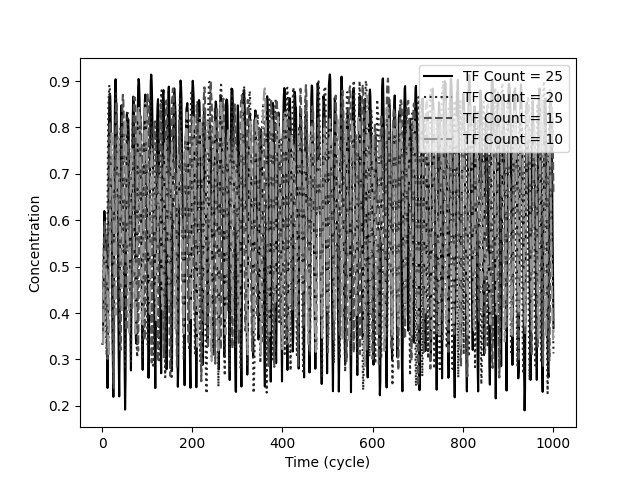 TF Count = 25
TF Count = 20
TF Count = 15
TF Count = 10
0.9
0.8
0.7
0.6
0.5
0.4
0.3
0.2
Concentration
0 200 400 600 800 1000
Time (cycle)